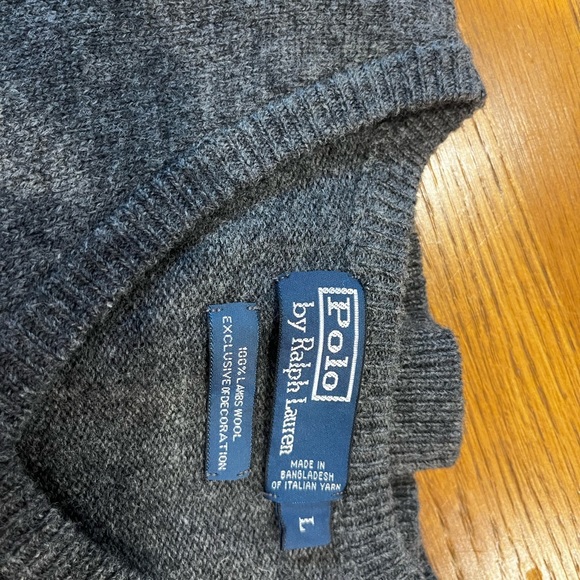 Polo
by Ralph Lauren
MADE IN
BANGLADESH
OF ITALIAN YARN
L
100% LAMBS WOOL
EXCLUSIVE OF DECORATION